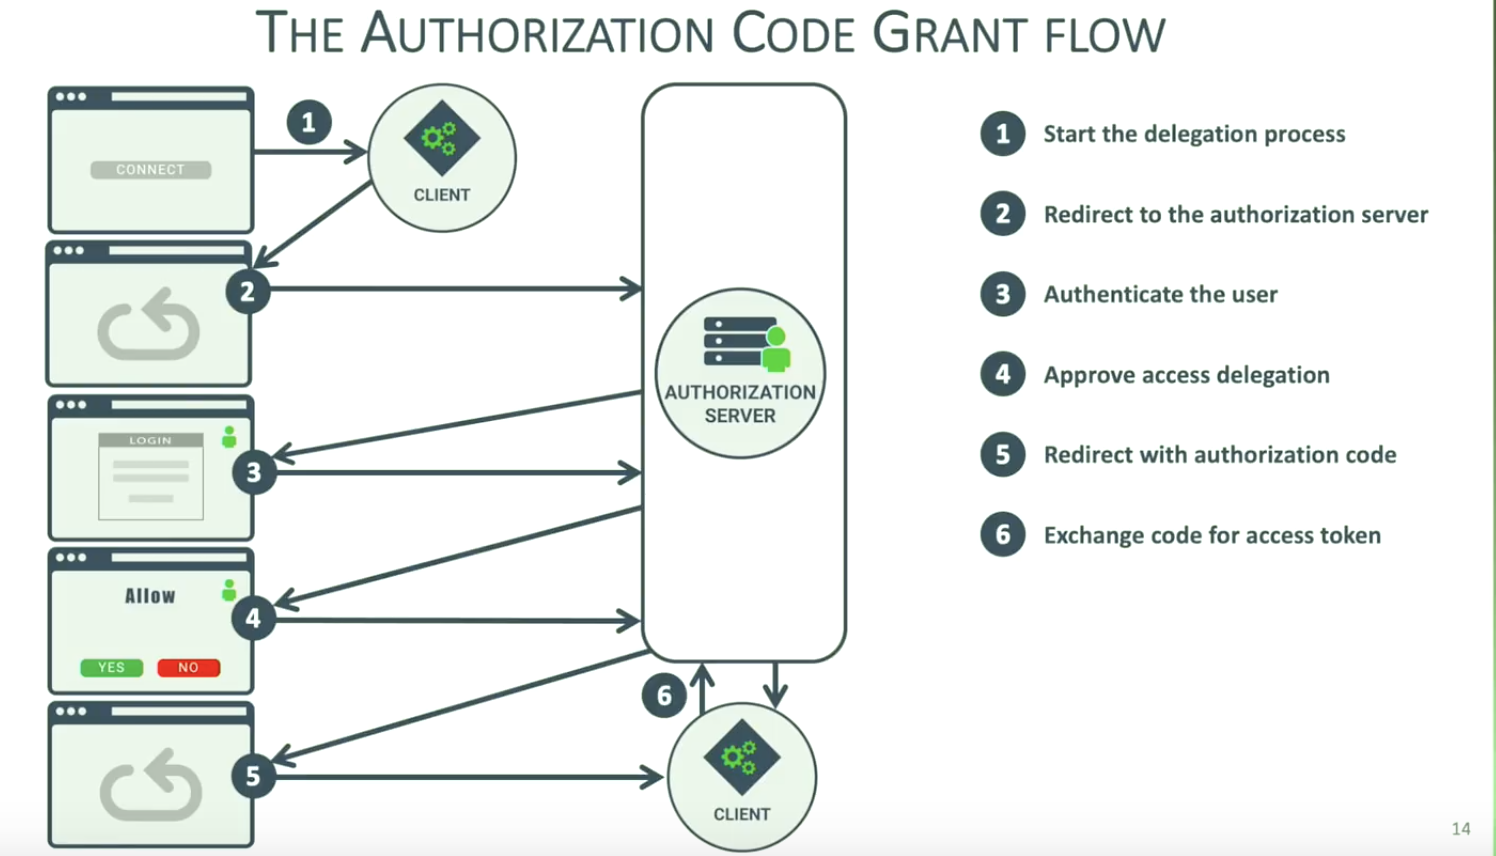 THE AUTHORIZATION CODE GRANT FLOW
CONNECT
1
CLIENT
2
AUTHORIZATION
SERVER
LOGIN
3
Allow
YES NO
4
6
5
CLIENT
1 Start the delegation process
2 Redirect to the authorization server
3 Authenticate the user
4 Approve access delegation
5 Redirect with authorization code
6 Exchange code for access token
14